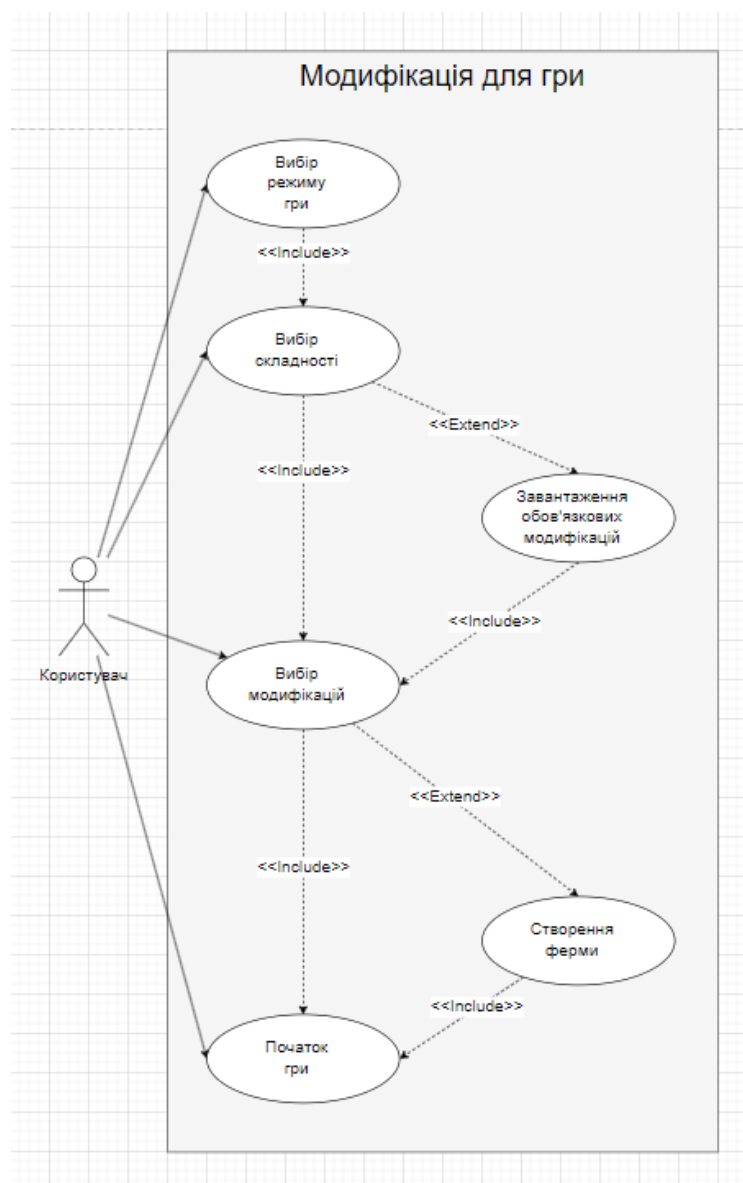 Модифікація для гри
Вибір
режиму
гри
<<Include>>
Вибір
складності
<<Extend>>
<<Include>>
Завантаження
обов'язкових
модифікацій
<<Include>>
Вибір
модифікацій
Користувач
<<Extend>>
<<Include>>
Створення
ферми
<<Include>>
Початок
гри